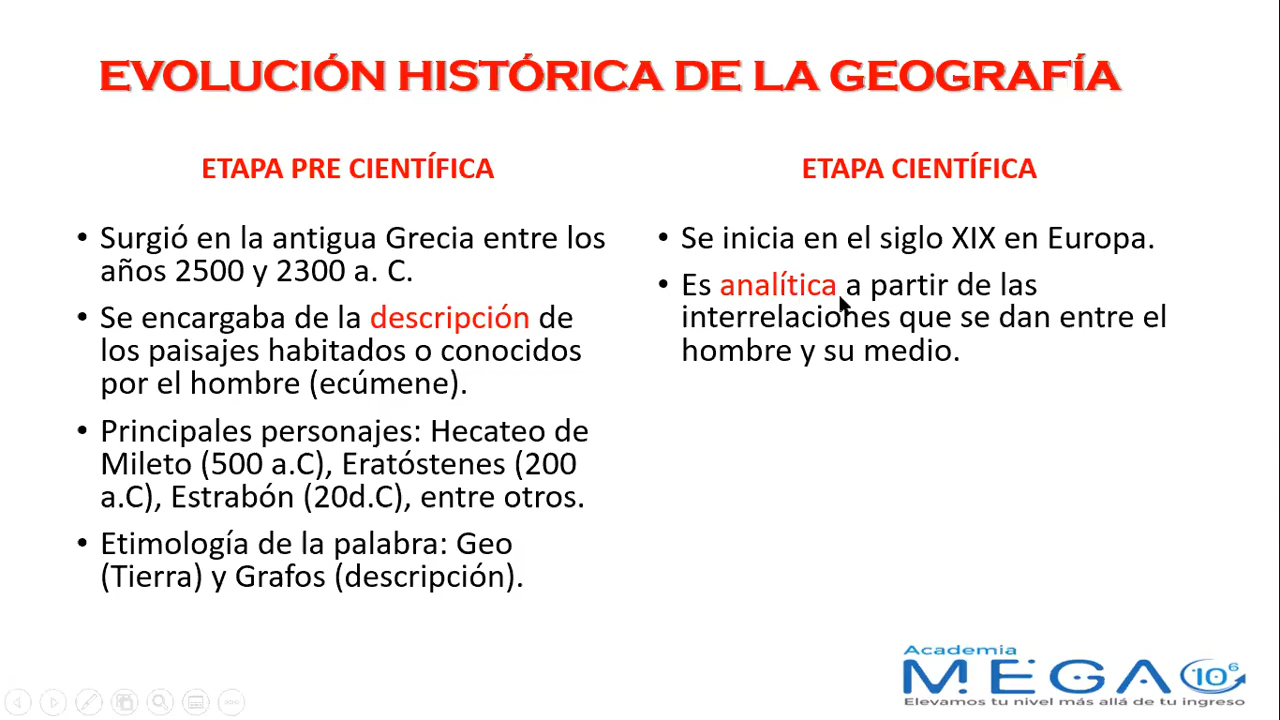 EVOLUCIÓN HISTÓRICA DE LA GEOGRAFÍA
ETAPA PRE CIENTÍFICA
• Surgió en la antigua Grecia entre los
años 2500 y 2300 a. C.
• Se encargaba de la descripción de
los paisajes habitados o conocidos
por el hombre (ecúmene).
• Principales personajes: Hecateo de
Mileto (500 a.C), Eratóstenes (200
a.C), Estrabón (20d.C), entre otros.
• Etimología de la palabra: Geo
(Tierra) y Grafos (descripción).
ETAPA CIENTÍFICA
• Se inicia en el siglo XIX en Europa.
• Es analítica a partir de las
interrelaciones que se dan entre el
hombre y su medio.
Academia
MEGA 10⁶
Elevamos tu nivel más allá de tu ingreso